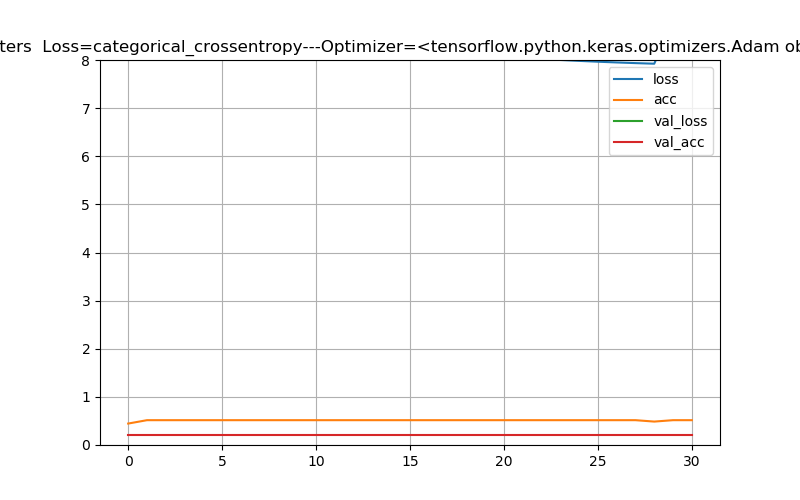 ters  Loss=categorical_crossentropy---Optimizer=<tensorflow.python.keras.optimizers.Adam ob
8
7
6
5
4
3
2
1
0
loss
acc
val_loss
val_acc
0 5 10 15 20 25 30